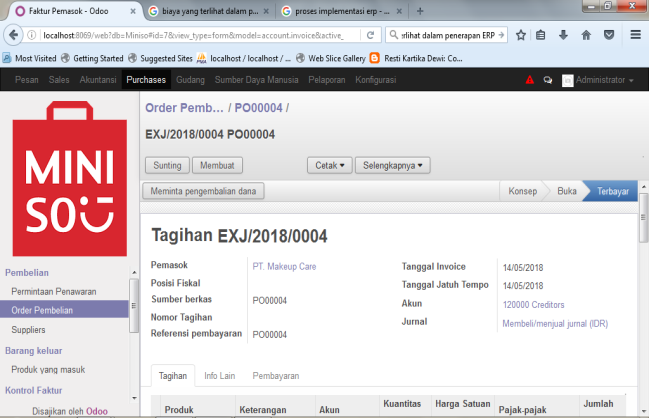 Faktur Pemasok - Odoo
biaya yang terlihat dalam p...
proses implementasi erp - ...
localhost:8069/web?db=Miniso#id=7&view_type=form&model=account.invoice&active_
rlihat dalam penerapan ERP
Most Visited Getting Started Suggested Sites localhost / localhost / ... Web Slice Gallery Resti Kartika Dewi: Co...
Pesan Sales Akuntansi Purchases Gudang Sumber Daya Manusia Pelaporan Konfigurasi Administrator
MINI
SO
Order Pemb... / PO00004 /
EXJ/2018/0004 PO00004
Sunting Membuat Cetak Selengkapnya
Meminta pengembalian dana Konsep Buka Terbayar
Tagihan EXJ/2018/0004
Pemasok PT. Makeup Care
Posisi Fiskal
Sumber berkas PO00004
Nomor Tagihan
Referensi pembayaran PO00004
Tanggal Invoice 14/05/2018
Tanggal Jatuh Tempo 14/05/2018
Akun 120000 Creditors
Jurnal Membeli/menjual jurnal (IDR)
Pembelian
Permintaan Penawaran
Order Pembelian
Suppliers
Barang keluar
Produk yang masuk
Kontrol Faktur
Disajikan oleh Odoo
Tagihan Info Lain Pembayaran
Produk Keterangan Akun Kuantitas Harga Satuan Pajak-pajak Jumlah